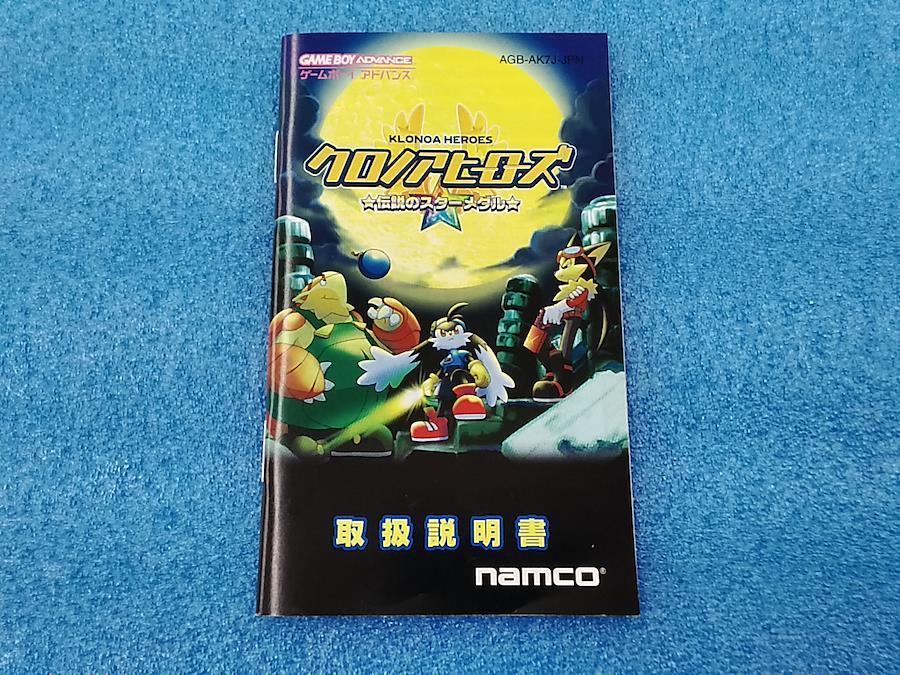 GAME BOY ADVANCE
ゲームボーイ アドバンス
AGB-AK7J-JPN
KLONOA HEROES
クロノアヒーローズ
TM
☆伝説のスターメダル☆
取扱説明書
namco®